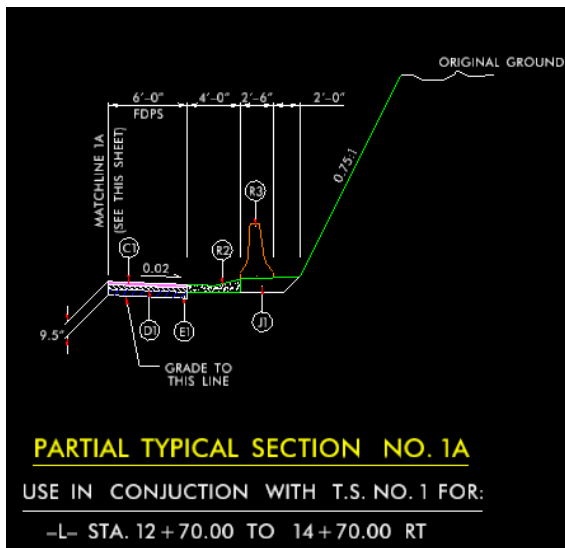 ORIGINAL GROUND
6'-0" 4'-0" 2'-6" 2'-0"
FDPS
MATCHLINE 1A
(SEE THIS SHEET)
0.75:1
R3
C1
0.02
R2
9.5"
D1
E1
J1
GRADE TO
THIS LINE
PARTIAL TYPICAL SECTION NO. 1A
USE IN CONJUCTION WITH T.S. NO. 1 FOR:
-L- STA. 12+70.00 TO 14+70.00 RT